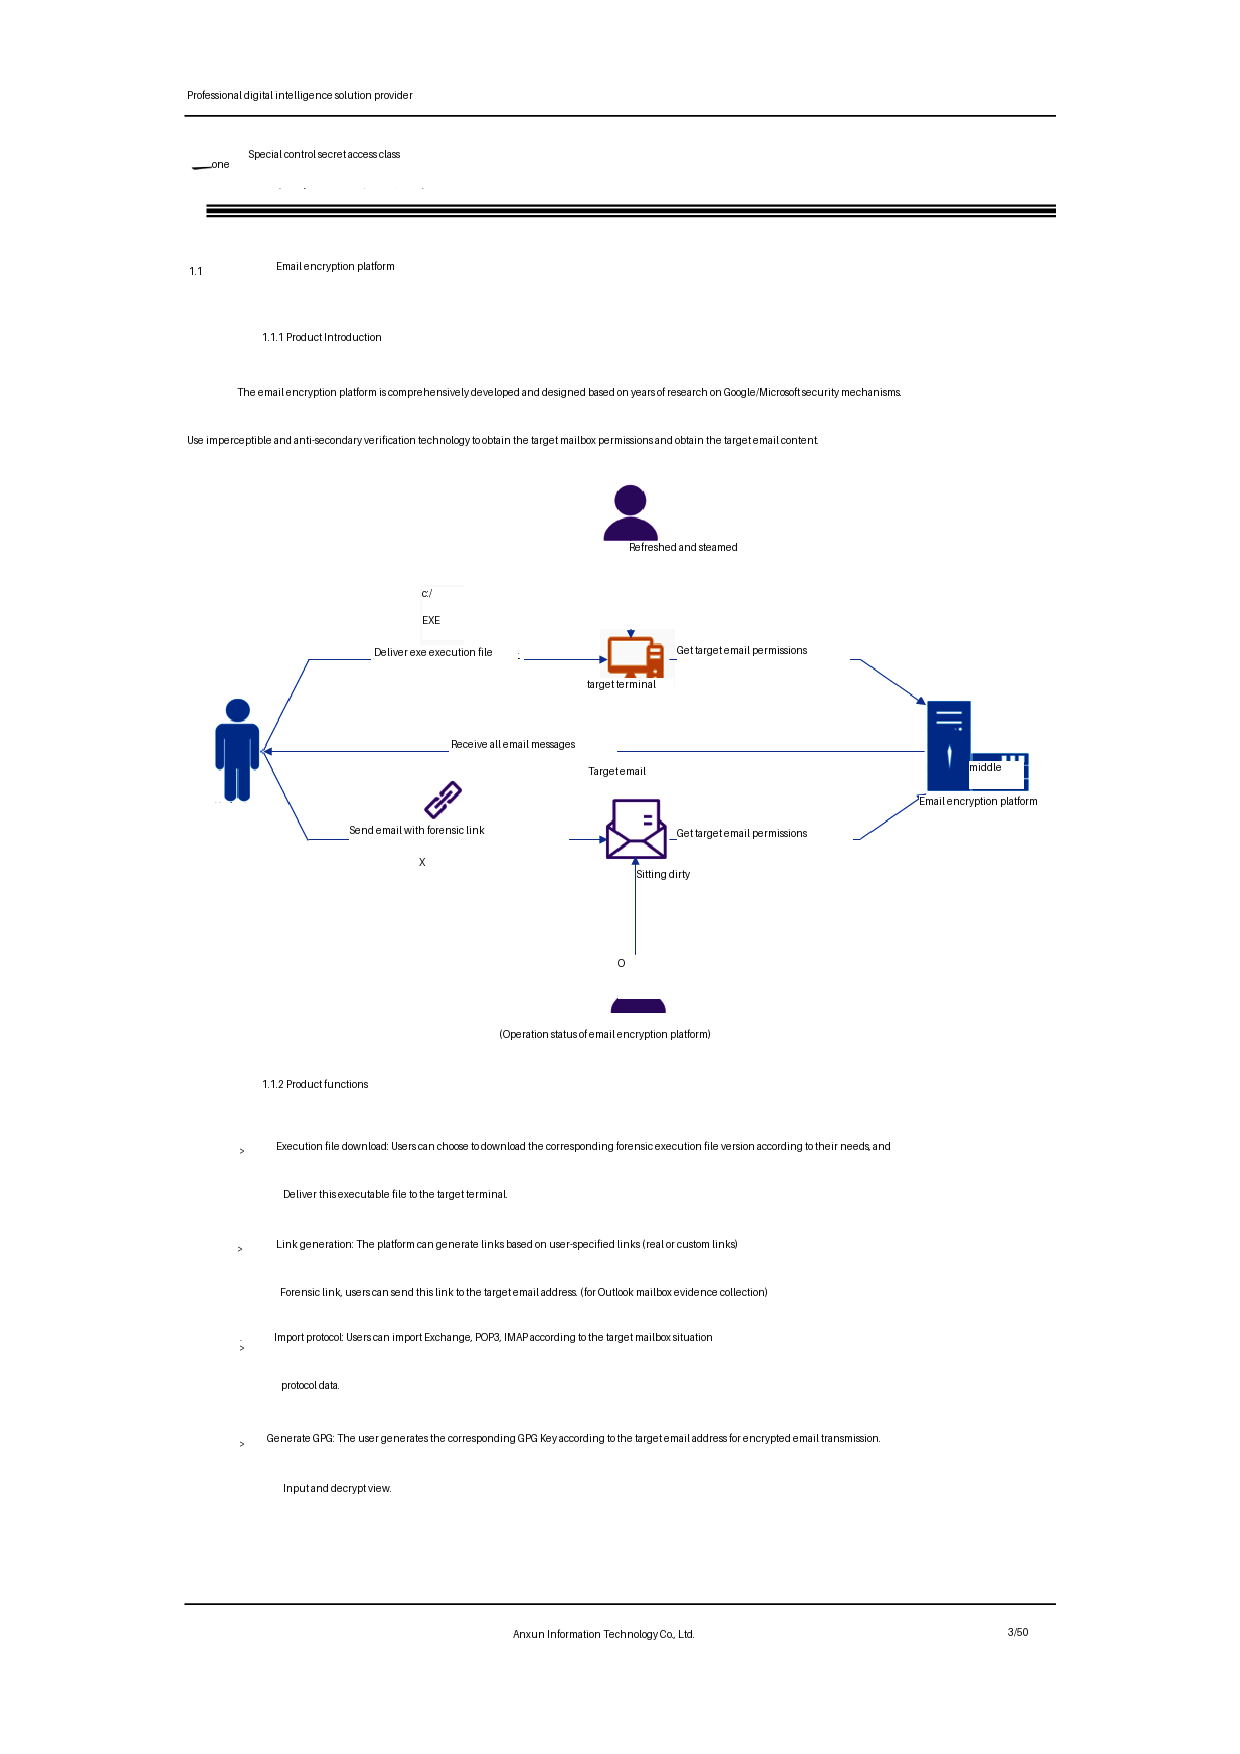 Professional digital intelligence solution provider
one
Special control secret access class
1.1
Email encryption platform
1.1.1 Product Introduction
The email encryption platform is comprehensively developed and designed based on years of research on Google/Microsoft security mechanisms.
Use imperceptible and anti-secondary verification technology to obtain the target mailbox permissions and obtain the target email content.
Refreshed and steamed
c:/
EXE
Deliver exe execution file
Get target email permissions
target terminal
Receive all email messages
Target email
middle
Email encryption platform
Send email with forensic link
Get target email permissions
X
Sitting dirty
O
(Operation status of email encryption platform)
1.1.2 Product functions
> Execution file download: Users can choose to download the corresponding forensic execution file version according to their needs, and
Deliver this executable file to the target terminal.
> Link generation: The platform can generate links based on user-specified links (real or custom links)
Forensic link, users can send this link to the target email address. (for Outlook mailbox evidence collection)
> Import protocol: Users can import Exchange, POP3, IMAP according to the target mailbox situation
protocol data.
> Generate GPG: The user generates the corresponding GPG Key according to the target email address for encrypted email transmission.
Input and decrypt view.
Anxun Information Technology Co., Ltd.
3/50